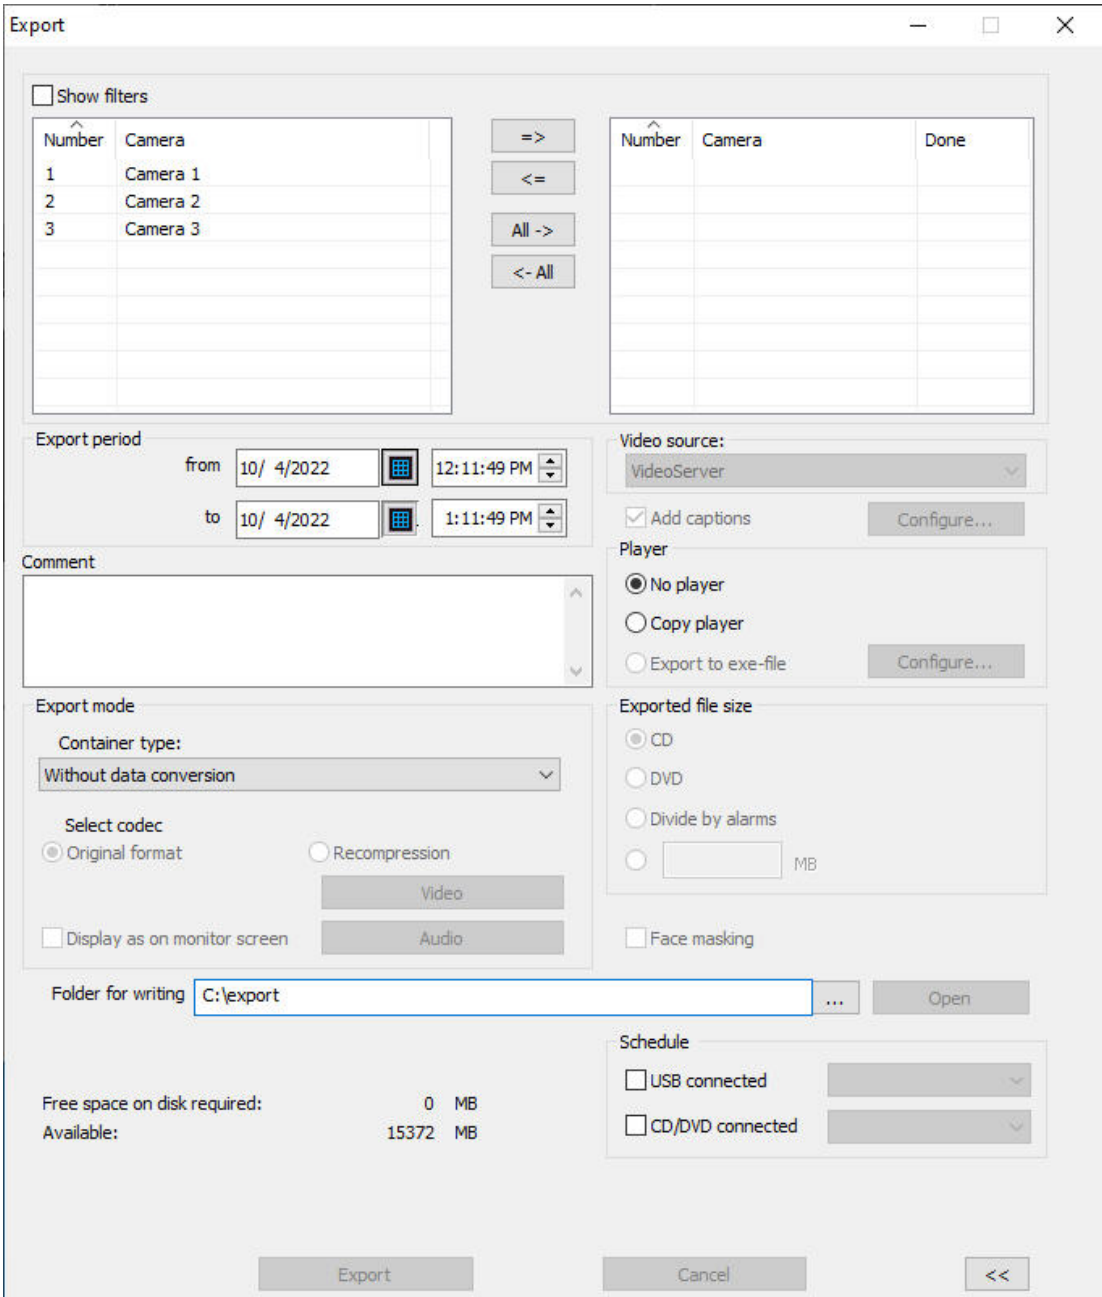 Export
Show filters
Number Camera
1 Camera 1
2 Camera 2
3 Camera 3
=>
<=
All ->
<- All
Number Camera Done
Export period
from 10/ 4/2022 12:11:49 PM
to 10/ 4/2022 1:11:49 PM
Video source:
VideoServer
Add captions Configure...
Comment
Player
No player
Copy player
Export to exe-file Configure...
Export mode
Container type:
Without data conversion
Select codec
Original format Recompression
Video
Display as on monitor screen Audio
Exported file size
CD
DVD
Divide by alarms
MB
Face masking
Folder for writing C:\export ... Open
Free space on disk required: 0 MB
Available: 15372 MB
Schedule
USB connected
CD/DVD connected
Export Cancel <<